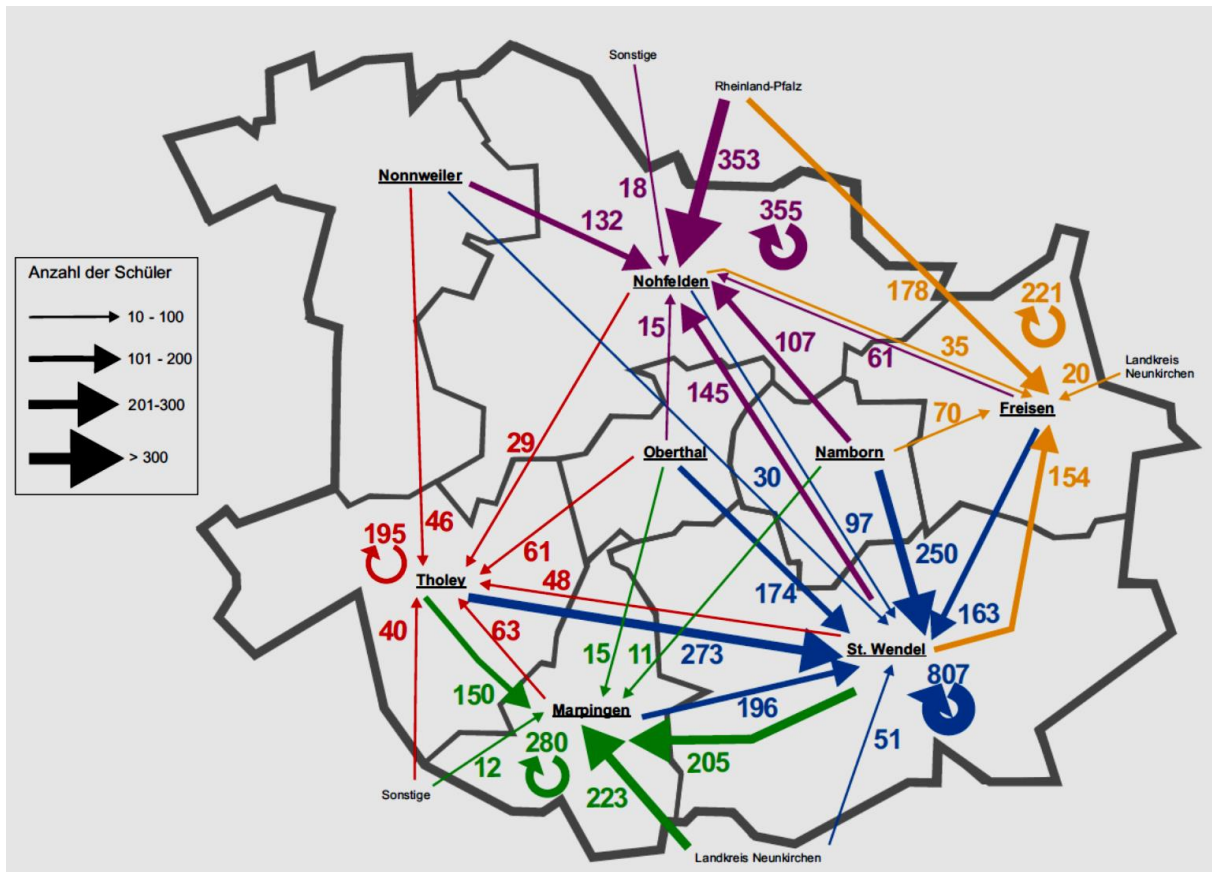 Sonstige
Rheinland-Pfalz
353
Nonnweiler
18
132
355
Nohfelden
178
221
Anzahl der Schüler
10 - 100
101 - 200
201-300
> 300
15
107
61
35
20
Landkreis
Neunkirchen
145
70
Freisen
29
Oberthal
Namborn
154
30
46
97
195
61
250
Tholey
48
174
163
40
63
273
St. Wendel
15
11
807
150
Marpingen
196
280
51
12
205
Sonstige
223
Landkreis Neunkirchen